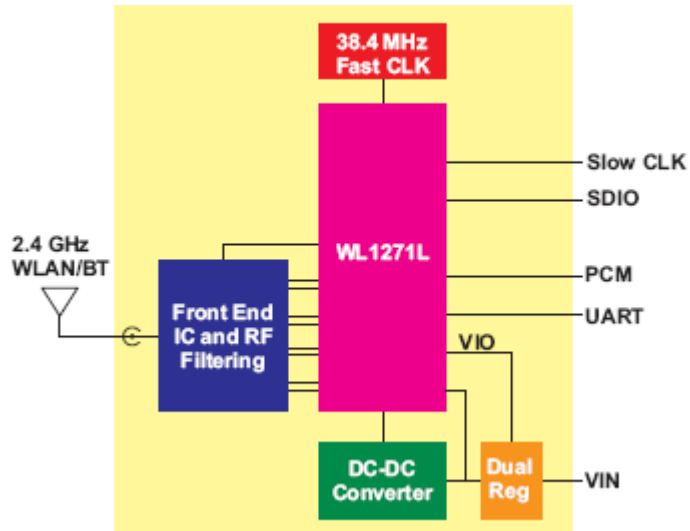 38.4 MHz
Fast CLK
Slow CLK
SDIO
2.4 GHz
WLAN/BT
WL1271L
PCM
Front End
IC and RF
Filtering
UART
VIO
DC-DC
Converter
Dual
Reg
VIN